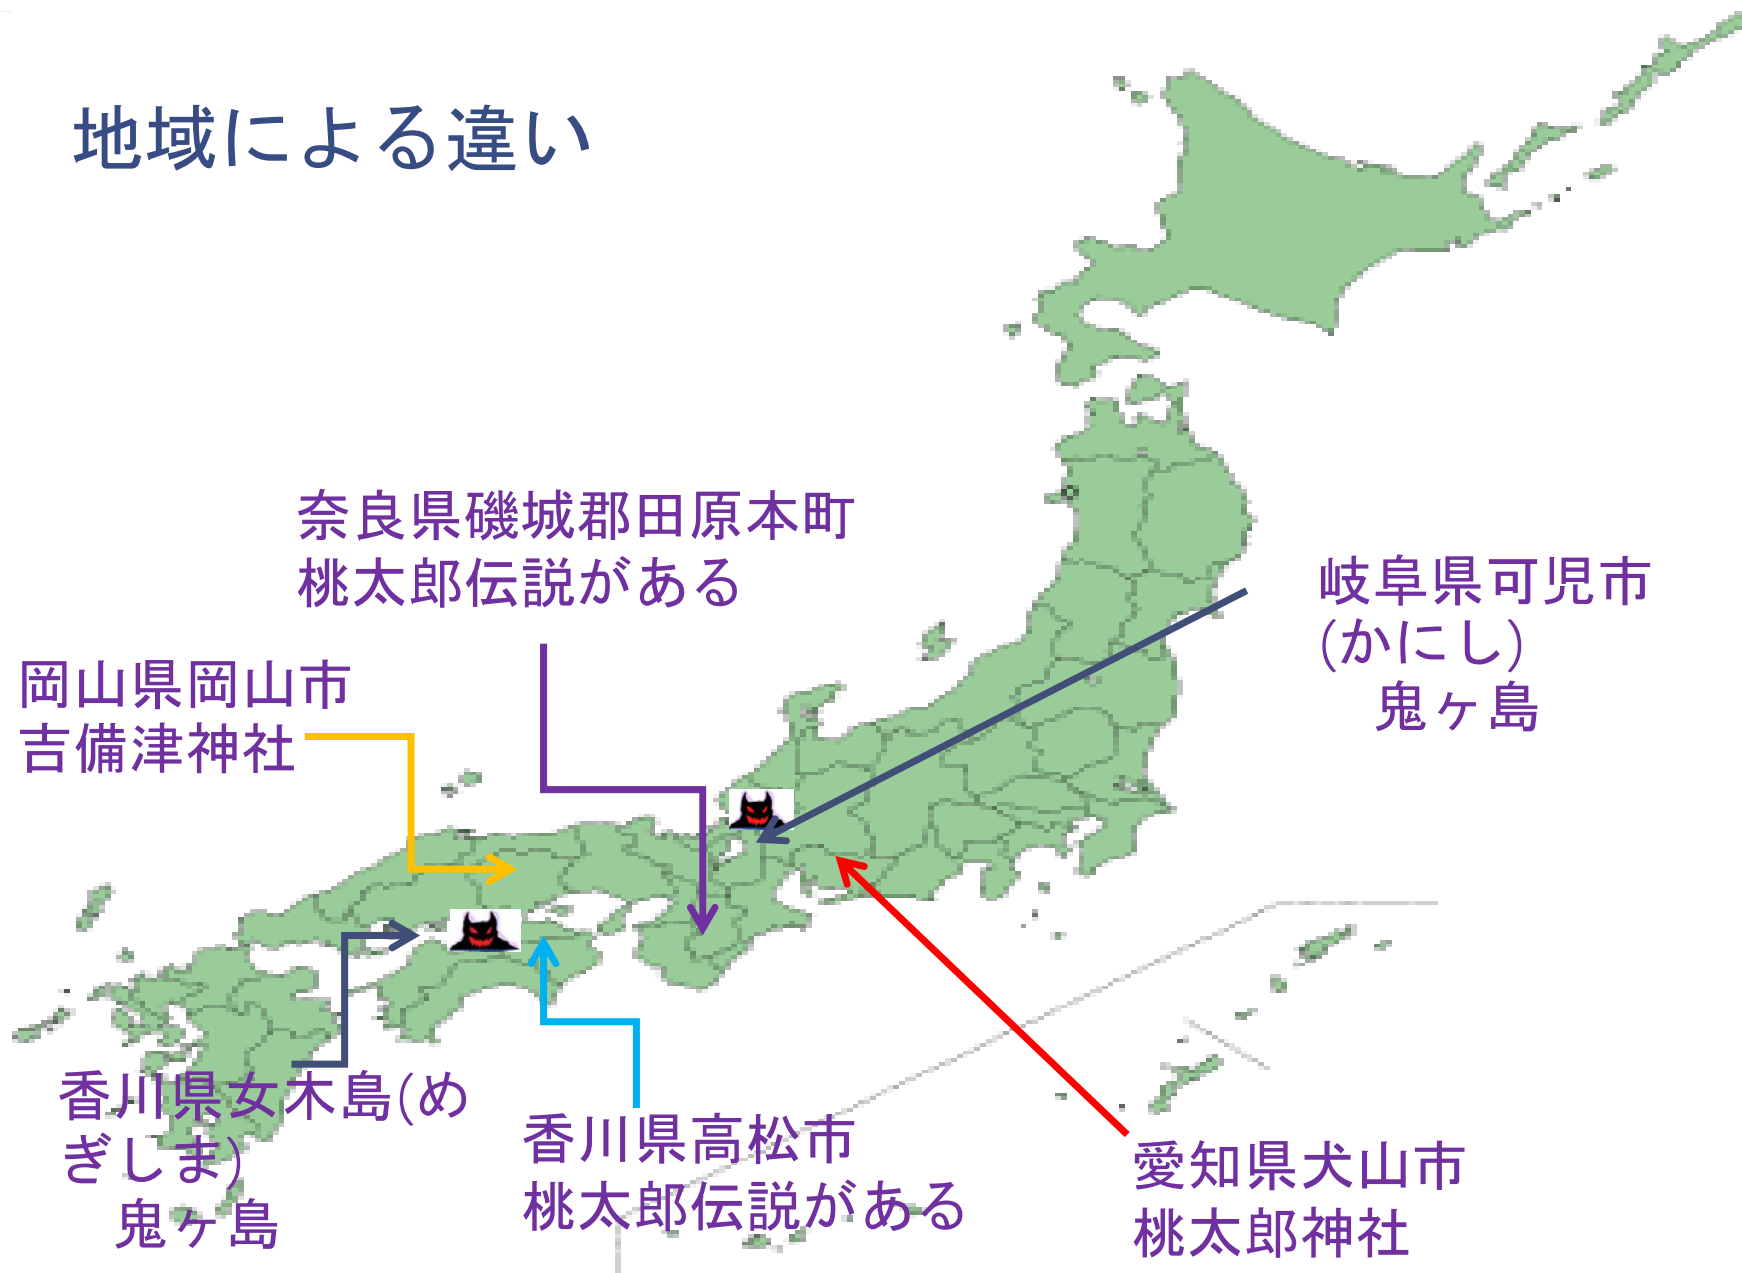 地域による違い
奈良県磯城郡田原本町
桃太郎伝説がある
岐阜県可児市
(かにし)
鬼ヶ島
岡山県岡山市
吉備津神社
香川県女木島(め
ぎしま)
鬼ヶ島
香川県高松市
桃太郎伝説がある
愛知県犬山市
桃太郎神社